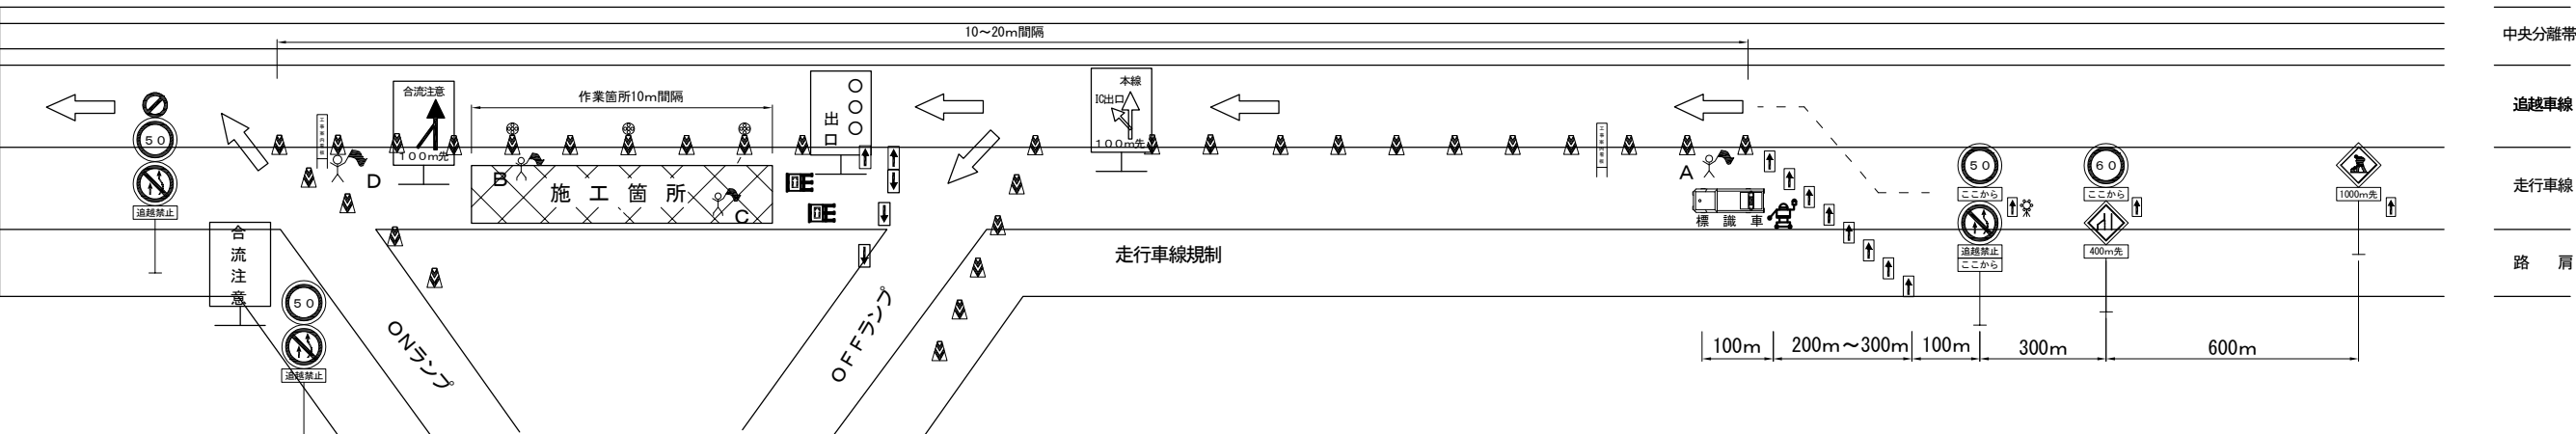 10～20m間隔
中央分離帯
追越車線
走行車線
路　肩
50
追越禁止
合流注意
100m先
作業箇所10m間隔
出口
本線
IC出口
100m先
D
B
施工箇所
C
A
標識車
50
ここから
追越禁止
ここから
60
ここから
400m先
1000m先
合流注意
50
追越禁止
走行車線規制
ONランプ
OFFランプ
100m
200m～300m
100m
300m
600m